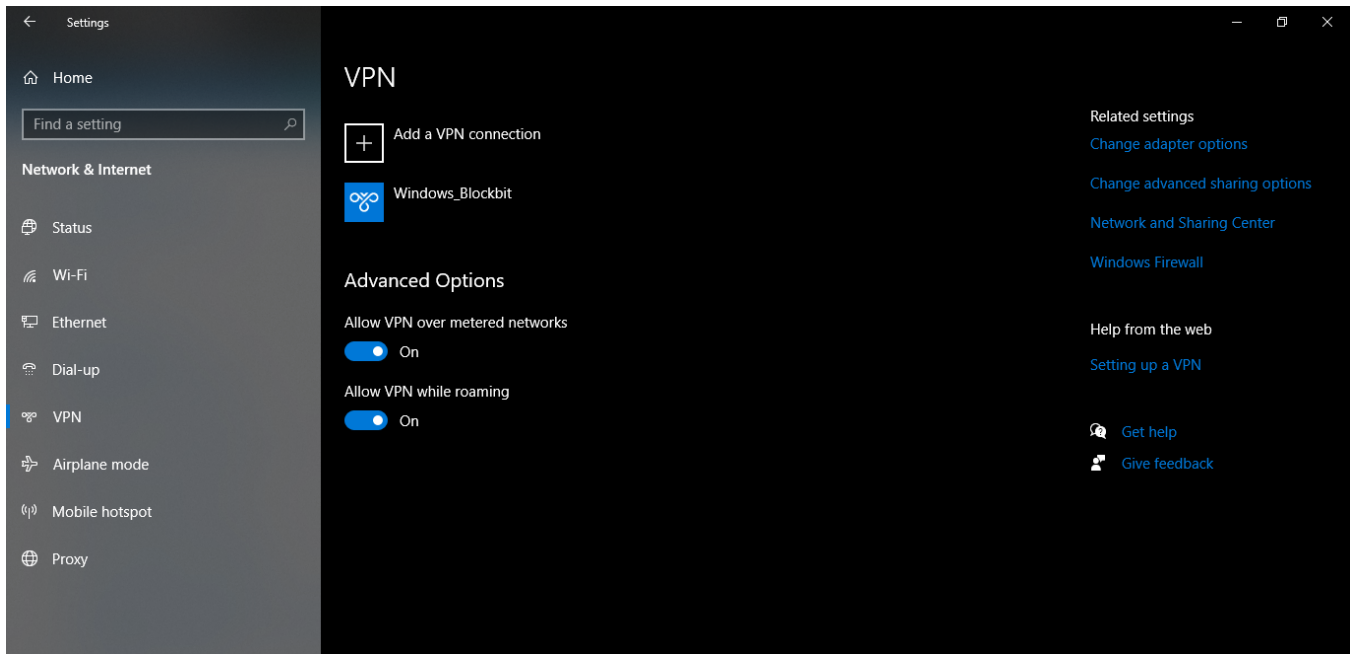 Settings
Home
Find a setting
Network & Internet
Status
Wi-Fi
Ethernet
Dial-up
VPN
Airplane mode
Mobile hotspot
Proxy
VPN
Add a VPN connection
Windows_Blockbit
Advanced Options
Allow VPN over metered networks
On
Allow VPN while roaming
On
Related settings
Change adapter options
Change advanced sharing options
Network and Sharing Center
Windows Firewall
Help from the web
Setting up a VPN
Get help
Give feedback